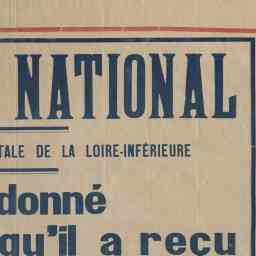 NATIONAL
TALE DE LA LOIRE-INFÉRIEURE
donné
qu'il a reçu